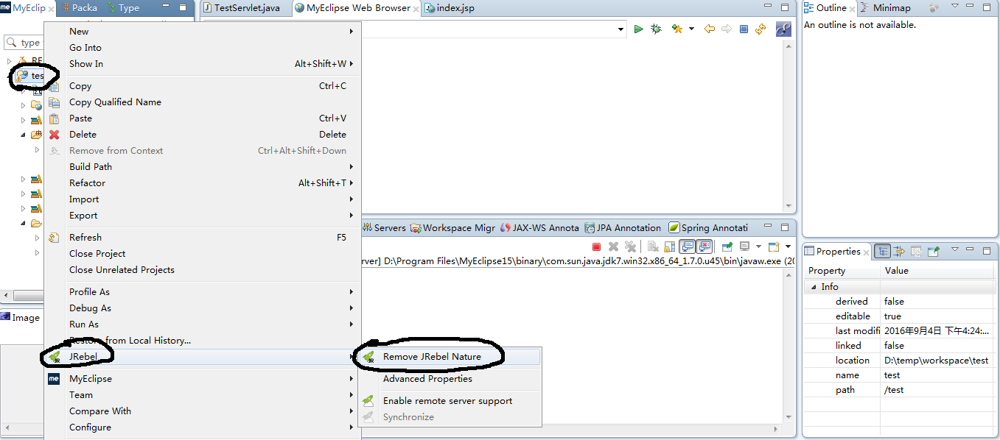 MyEclip
Packa
Type
TestServlet.java
MyEclipse Web Browser
index.jsp
Outline
Minimap
An outline is not available.
type
tes
New
Go Into
Show In Alt+Shift+W
Copy Ctrl+C
Copy Qualified Name
Paste Ctrl+V
Delete Delete
Remove from Context Ctrl+Alt+Shift+Down
Build Path
Refactor Alt+Shift+T
Import
Export
Refresh F5
Close Project
Close Unrelated Projects
Profile As
Debug As
Run As
Restore from Local History...
JRebel
MyEclipse
Team
Compare With
Configure
Remove JRebel Nature
Advanced Properties
Enable remote server support
Synchronize
Image
Servers
Workspace Migr
JAX-WS Annota
JPA Annotation
Spring Annotati
erver] D:\Program Files\MyEclipse15\binary\com.sun.java.jdk7.win32.x86_64_1.7.0.u45\bin\javaw.exe (20
Properties
Property Value
Info
derived false
editable true
last modifi 2016年9月4日 下午4:24:...
linked false
location D:\temp\workspace\test
name test
path /test